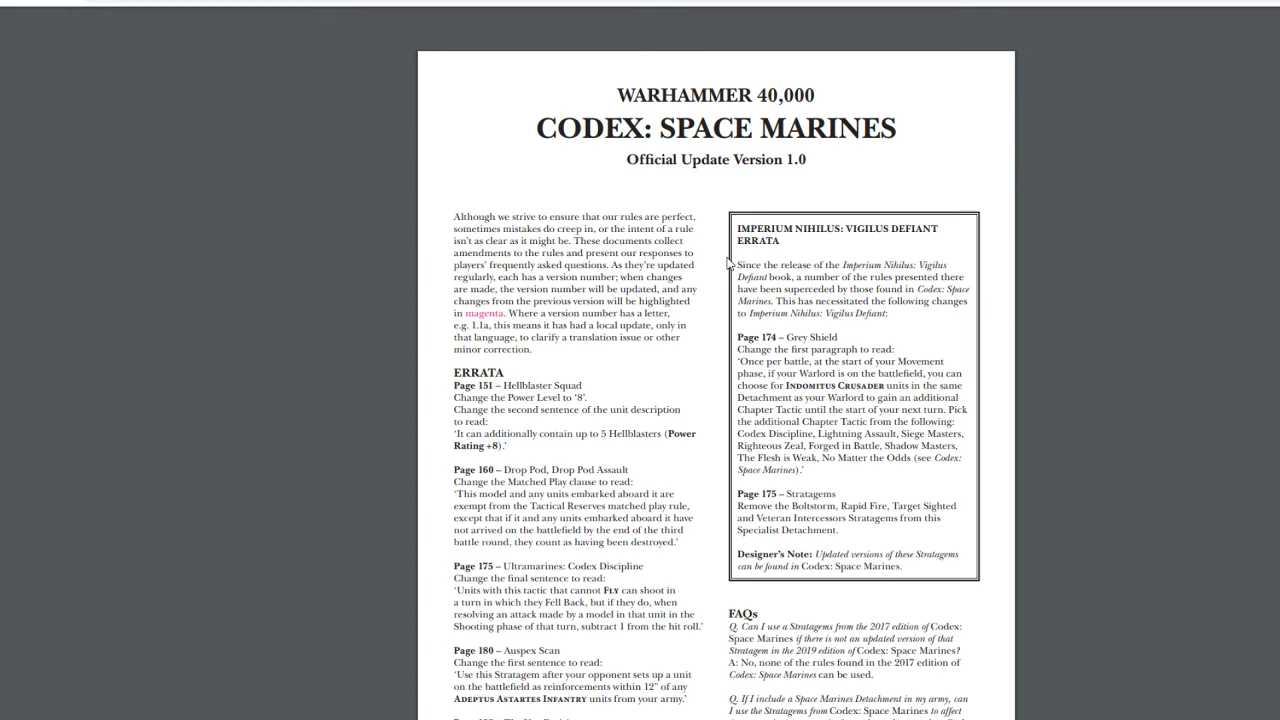 WARHAMMER 40,000
CODEX: SPACE MARINES
Official Update Version 1.0
Although we strive to ensure that our rules are perfect,
sometimes mistakes do creep in, or the intent of a rule
isn't as clear as it might be. These documents collect
amendments to the rules and present our responses to
players' frequently asked questions. As they're updated
regularly, each has a version number; when changes
are made, the version number will be updated, and any
changes from the previous version will be highlighted
in magenta. Where a version number has a letter,
e.g. 1.1a, this means it has had a local update, only in
that language, to clarify a translation issue or other
minor correction.
ERRATA
Page 151 – Hellblaster Squad
Change the Power Level to '8'.
Change the second sentence of the unit description
to read:
'It can additionally contain up to 5 Hellblasters (Power
Rating +8).'
Page 160 – Drop Pod, Drop Pod Assault
Change the Matched Play clause to read:
'This model and any units embarked aboard it are
exempt from the Tactical Reserves matched play rule,
except that if it and any units embarked aboard it have
not arrived on the battlefield by the end of the third
battle round, they count as having been destroyed.'
Page 175 – Ultramarines: Codex Discipline
Change the final sentence to read:
'Units with this tactic that cannot FLY can shoot in
a turn in which they Fell Back, but if they do, when
resolving an attack made by a model in that unit in the
Shooting phase of that turn, subtract 1 from the hit roll.'
Page 180 – Auspex Scan
Change the first sentence to read:
'Use this Stratagem after your opponent sets up a unit
on the battlefield as reinforcements within 12" of any
ADEPTUS ASTARTES INFANTRY units from your army.'
IMPERIUM NIHILUS: VIGILUS DEFIANT
ERRATA
Since the release of the Imperium Nihilus: Vigilus
Defiant book, a number of the rules presented there
have been superceded by those found in Codex: Space
Marines. This has necessitated the following changes
to Imperium Nihilus: Vigilus Defiant:
Page 174 – Grey Shield
Change the first paragraph to read:
'Once per battle, at the start of your Movement
phase, if your Warlord is on the battlefield, you can
choose for INDOMITUS CRUSADER units in the same
Detachment as your Warlord to gain an additional
Chapter Tactic until the start of your next turn. Pick
the additional Chapter Tactic from the following:
Codex Discipline, Lightning Assault, Siege Masters,
Righteous Zeal, Forged in Battle, Shadow Masters,
The Flesh is Weak, No Matter the Odds (see Codex:
Space Marines).'
Page 175 – Stratagems
Remove the Boltstorm, Rapid Fire, Target Sighted
and Veteran Intercessors Stratagems from this
Specialist Detachment.
Designer's Note: Updated versions of these Stratagems
can be found in Codex: Space Marines.
FAQs
Q. Can I use a Stratagems from the 2017 edition of Codex:
Space Marines if there is not an updated version of that
Stratagem in the 2019 edition of Codex: Space Marines?
A: No, none of the rules found in the 2017 edition of
Codex: Space Marines can be used.
Q. If I include a Space Marines Detachment in my army, can
I use the Stratagems from Codex: Space Marines to affect